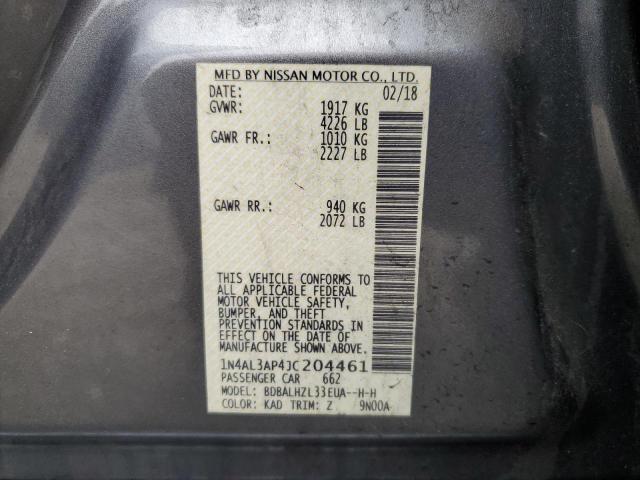 MFD BY NISSAN MOTOR CO., LTD.
DATE: 02/18
GVWR: 1917 KG
4226 LB
GAWR FR.: 1010 KG
2227 LB
GAWR RR.: 940 KG
2072 LB
THIS VEHICLE CONFORMS TO
ALL APPLICABLE FEDERAL
MOTOR VEHICLE SAFETY,
BUMPER, AND THEFT
PREVENTION STANDARDS IN
EFFECT ON THE DATE OF
MANUFACTURE SHOWN ABOVE.
1N4AL3AP4JC204461
PASSENGER CAR 662
MODEL: BDBALHZL33EUA--H-H
COLOR: KAD TRIM: Z 9N00A